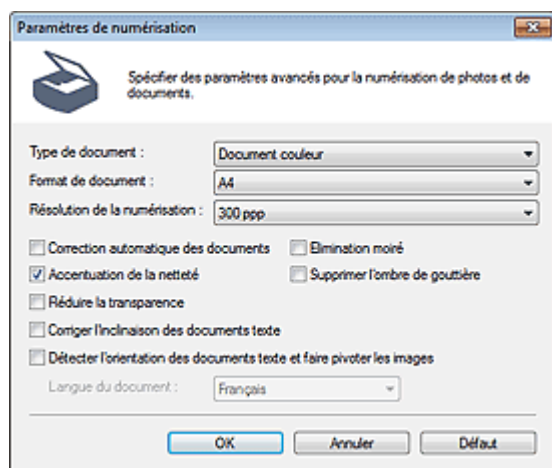 Paramètres de numérisation
Spécifier des paramètres avancés pour la numérisation de photos et de
documents.
Type de document :
Document couleur
Format de document :
A4
Résolution de la numérisation :
300 ppp
Correction automatique des documents
Elimination moiré
Accentuation de la netteté
Supprimer l'ombre de gouttière
Réduire la transparence
Corriger l'inclinaison des documents texte
Détecter l'orientation des documents texte et faire pivoter les images
Langue du document :
Français
OK
Annuler
Défaut